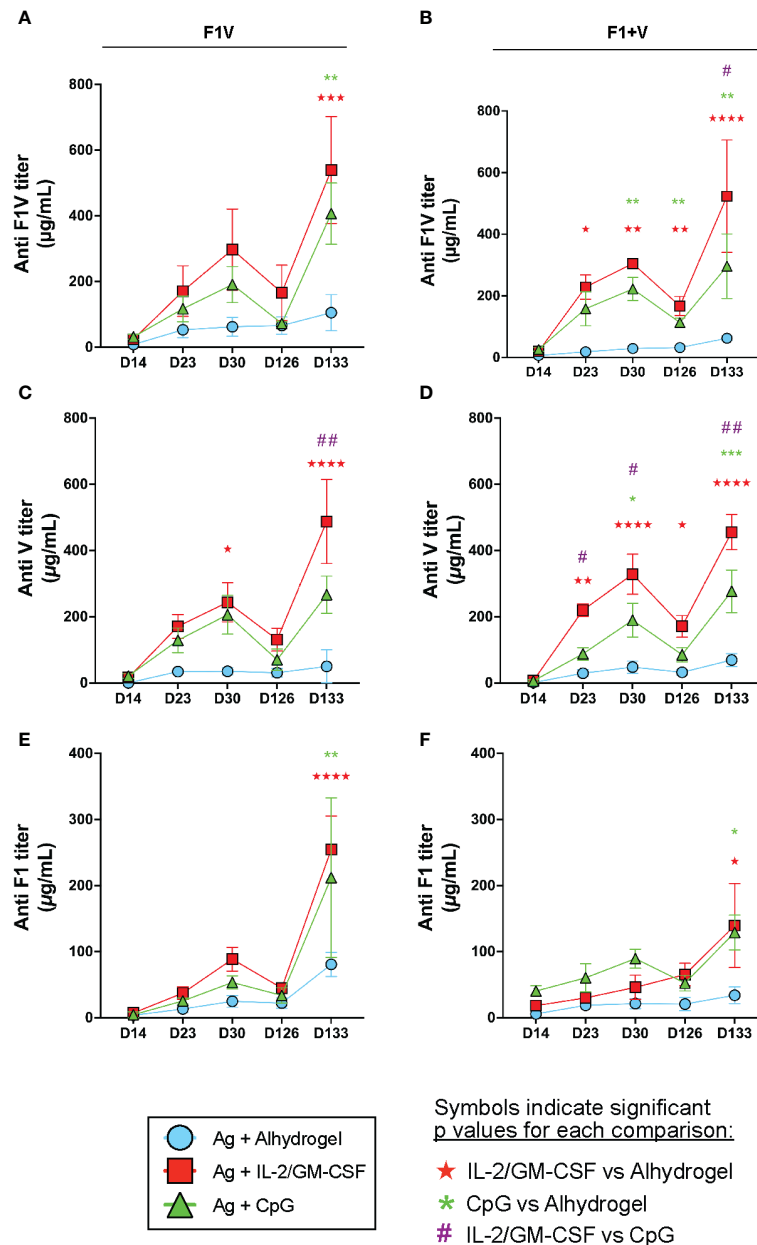 A
F1V
B
F1+V
Anti F1V titer
(µg/mL)
800
600
400
200
0
**
★★★
D14 D23 D30 D126 D133
Anti F1V titer
(µg/mL)
800
600
400
200
0
#
** ** **
★ ★★ ★★ ★★★★
D14 D23 D30 D126 D133
C
Anti V titer
(µg/mL)
800
600
400
200
0
##
★ ★★★★
D14 D23 D30 D126 D133
D
Anti V titer
(µg/mL)
800
600
400
200
0
# # ##
* ***
★★ ★★★★ ★ ★★★★
D14 D23 D30 D126 D133
E
Anti F1 titer
(µg/mL)
400
300
200
100
0
**
★★★★
D14 D23 D30 D126 D133
F
Anti F1 titer
(µg/mL)
400
300
200
100
0
*
★
D14 D23 D30 D126 D133
Ag + Alhydrogel
Ag + IL-2/GM-CSF
Ag + CpG
Symbols indicate significant
p values for each comparison:
★ IL-2/GM-CSF vs Alhydrogel
* CpG vs Alhydrogel
# IL-2/GM-CSF vs CpG